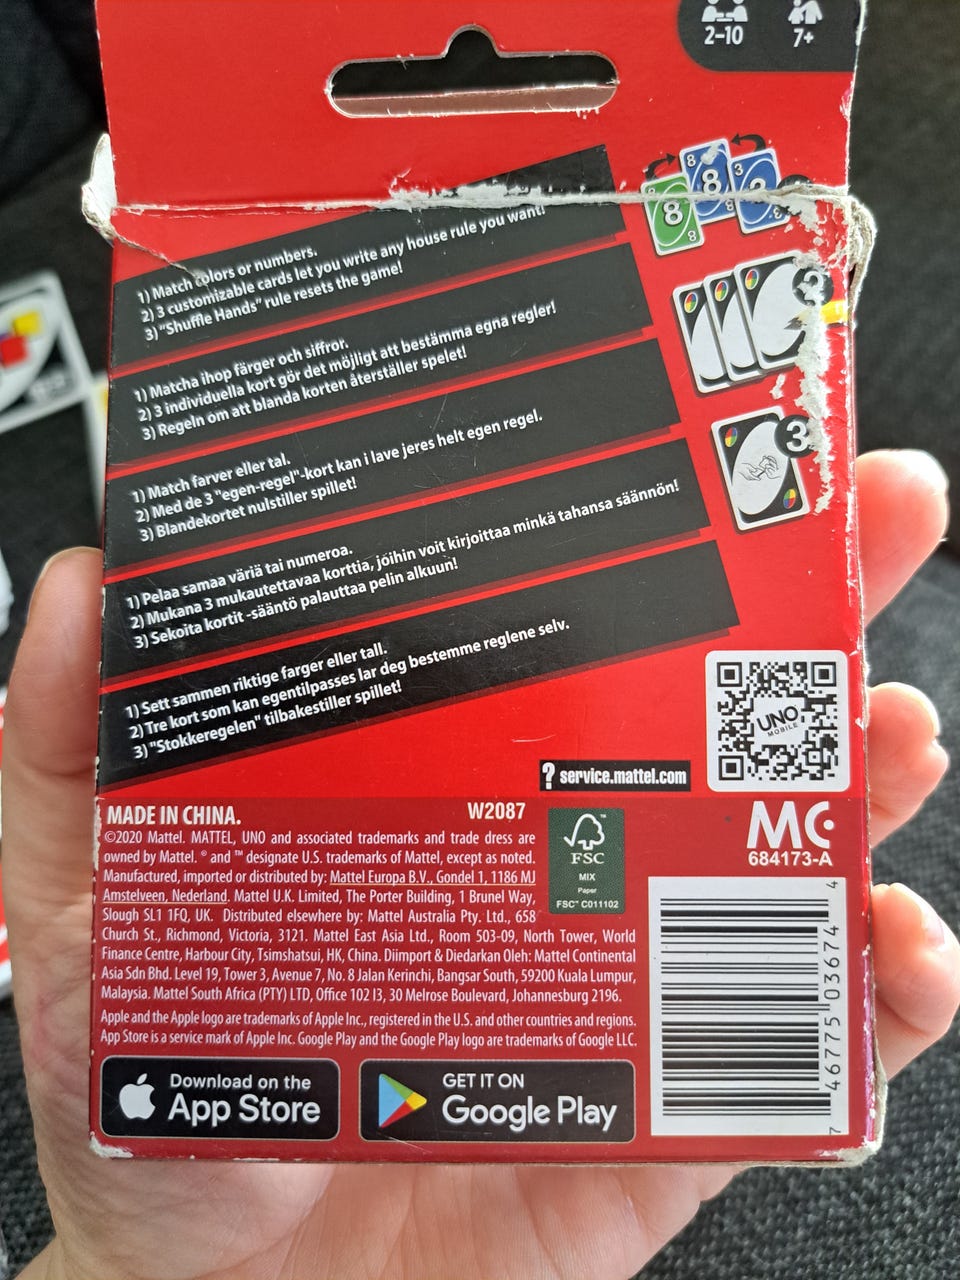 2-10
7+
1) Match colors or numbers.
2) 3 customizable cards let you write any house rule you want!
3) "Shuffle Hands" rule resets the game!
1) Matcha ihop färger och siffror.
2) 3 individuella kort gör det möjligt att bestämma egna regler!
3) Regeln om att blanda korten återställer spelet!
1) Match farver eller tal.
2) Med de 3 "egen-regel"-kort kan i lave jeres helt egen regel.
3) Blandekortet nulstiller spillet!
1) Pelaa samaa väriä tai numeroa.
2) Mukana 3 mukautettavaa korttia, jóihin voit kirjoittaa minkä tahansa säännön!
3) Sekoita kortit -sääntö palauttaa pelin alkuun!
1) Sett sammen riktige farger eller tall.
2) Tre kort som kan egentilpasses lar deg bestemme reglene selv.
3) "Stokkeregelen" tilbakestiller spillet!
8
8
8
8
8
3
3
3
3
UNO
MOBILE
? service.mattel.com
MADE IN CHINA.
W2087
©2020 Mattel. MATTEL, UNO and associated trademarks and trade dress are
owned by Mattel. ® and ™ designate U.S. trademarks of Mattel, except as noted.
Manufactured, imported or distributed by: Mattel Europa B.V., Gondel 1, 1186 MJ
Amstelveen, Nederland. Mattel U.K. Limited, The Porter Building, 1 Brunel Way,
Slough SL1 1FQ, UK. Distributed elsewhere by: Mattel Australia Pty. Ltd., 658
Church St., Richmond, Victoria, 3121. Mattel East Asia Ltd., Room 503-09, North Tower, World
Finance Centre, Harbour City, Tsimshatsui, HK, China. Diimport & Diedarkan Oleh: Mattel Continental
Asia Sdn Bhd. Level 19, Tower 3, Avenue 7, No. 8 Jalan Kerinchi, Bangsar South, 59200 Kuala Lumpur,
Malaysia. Mattel South Africa (PTY) LTD, Office 102 I3, 30 Melrose Boulevard, Johannesburg 2196.
Apple and the Apple logo are trademarks of Apple Inc., registered in the U.S. and other countries and regions.
App Store is a service mark of Apple Inc. Google Play and the Google Play logo are trademarks of Google LLC.
FSC™
MIX
Paper
FSC™ C011102
MC
684173-A
7 46775 03674 4
Download on the
App Store
GET IT ON
Google Play